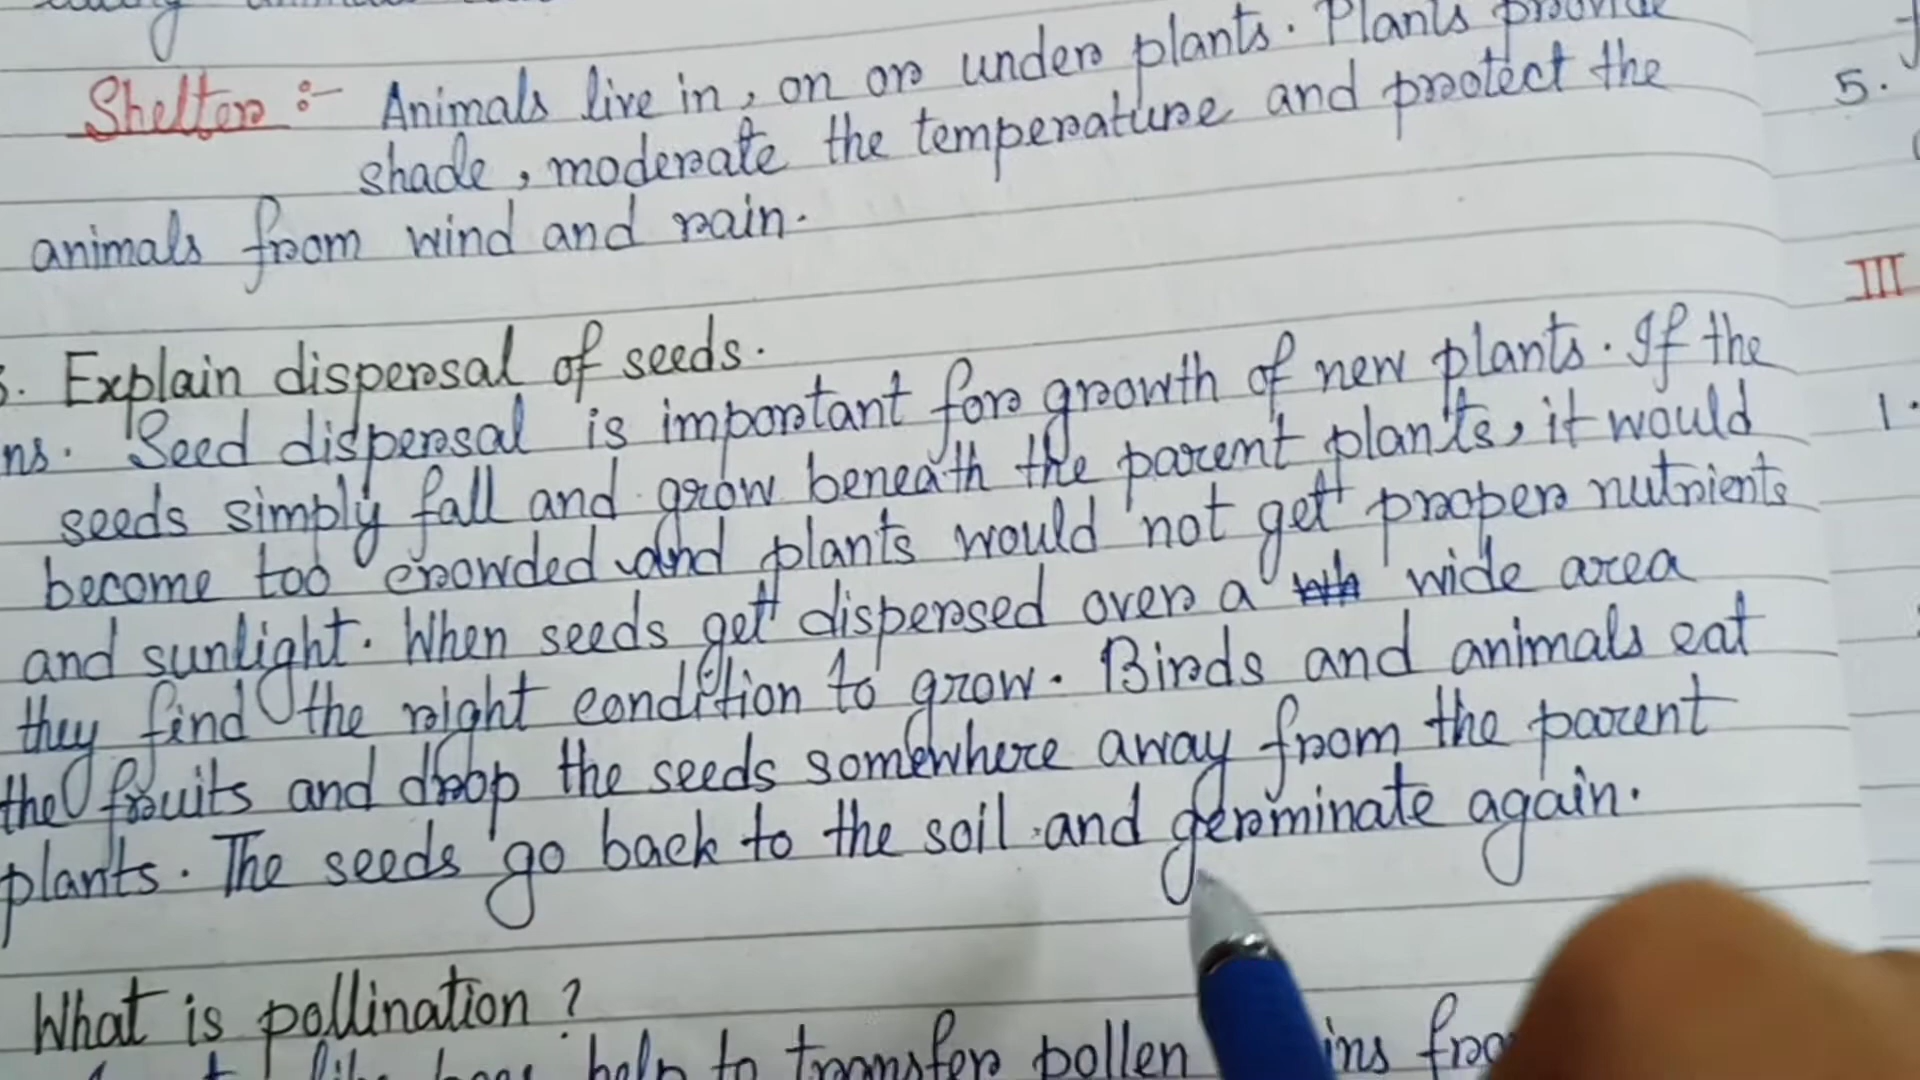 Shelter :- Animals live in, on or under plants. Plants provide
shade, moderate the temperature and protect the
animals from wind and rain.
5.
III
Explain dispersal of seeds.
ns. Seed dispersal is important for growth of new plants. If the
1.
seeds simply fall and grow beneath the parent plants, it would
become too crowded and plants would not get proper nutrients
and sunlight. When seeds get dispersed over a wide area
they find the right condition to grow. Birds and animals eat
the fruits and drop the seeds somewhere away from the parent
plants. The seeds go back to the soil and germinate again.
What is pollination?
help to transfer pollen